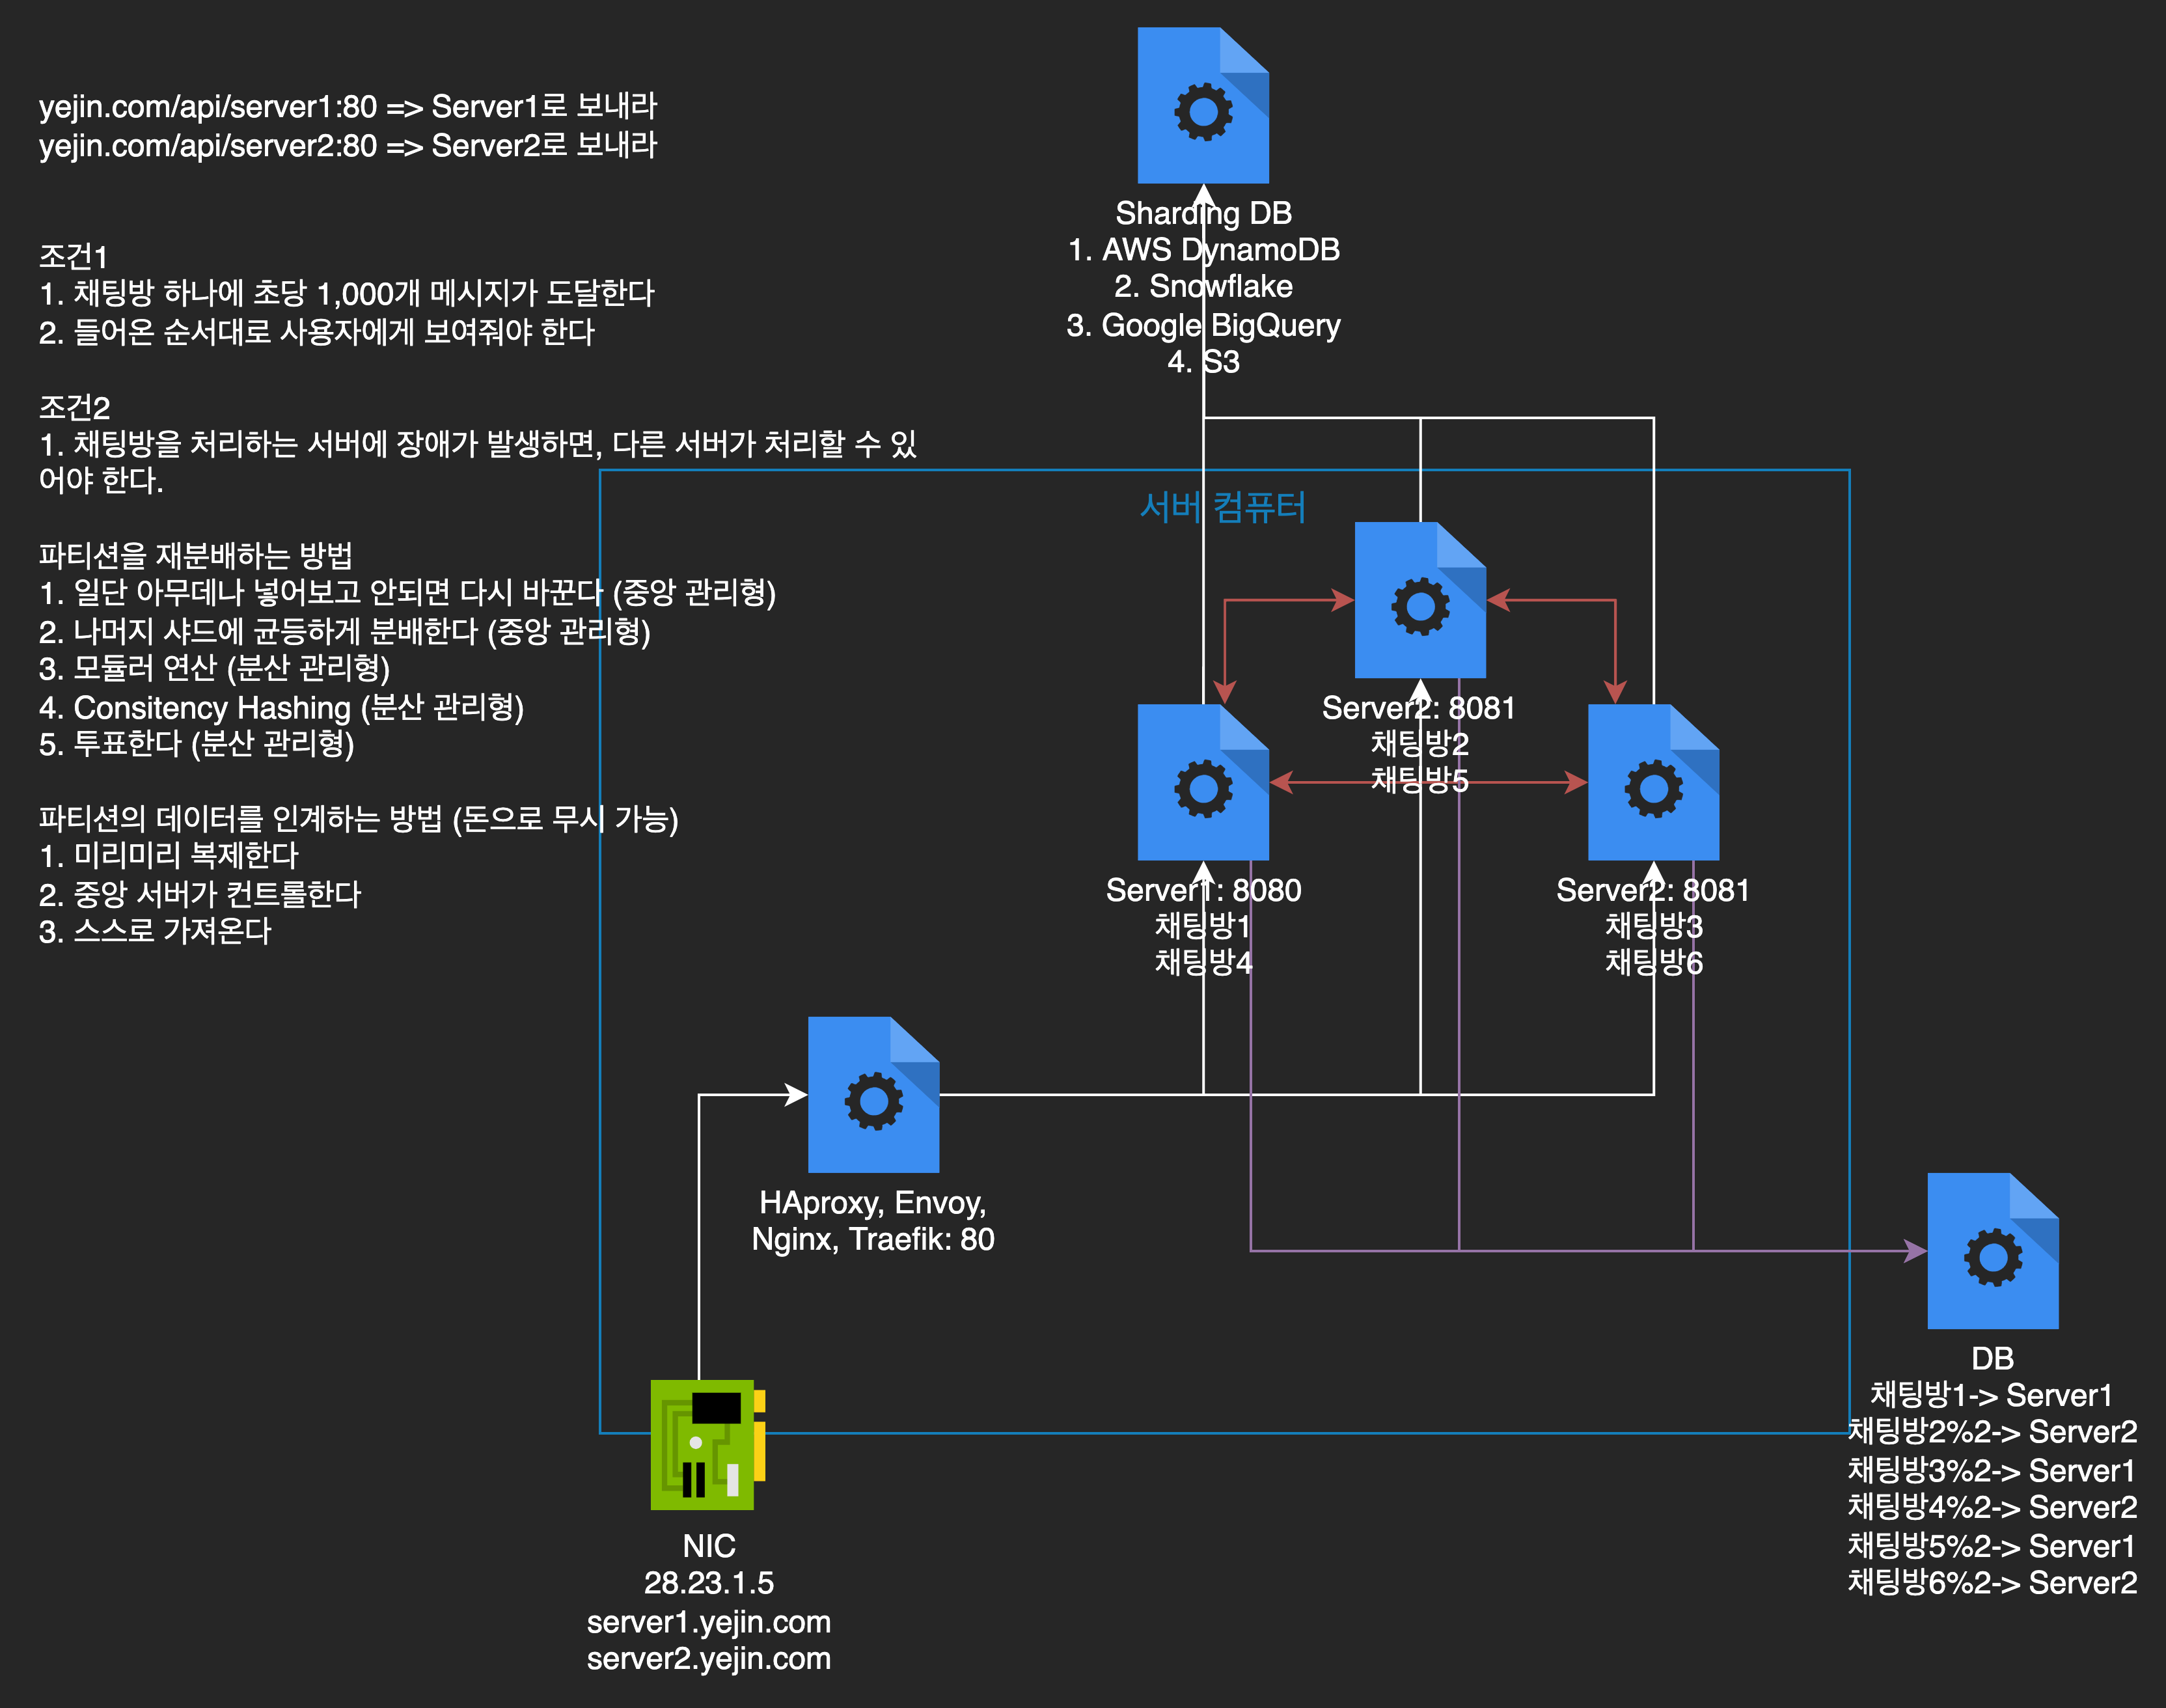 yejin.com/api/server1:80 => Server1로 보내라
yejin.com/api/server2:80 => Server2로 보내라
조건1
1. 채팅방 하나에 초당 1,000개 메시지가 도달한다
2. 들어온 순서대로 사용자에게 보여줘야 한다
조건2
1. 채팅방을 처리하는 서버에 장애가 발생하면, 다른 서버가 처리할 수 있
어야 한다.
파티션을 재분배하는 방법
1. 일단 아무데나 넣어보고 안되면 다시 바꾼다 (중앙 관리형)
2. 나머지 샤드에 균등하게 분배한다 (중앙 관리형)
3. 모듈러 연산 (분산 관리형)
4. Consitency Hashing (분산 관리형)
5. 투표한다 (분산 관리형)
파티션의 데이터를 인계하는 방법 (돈으로 무시 가능)
1. 미리미리 복제한다
2. 중앙 서버가 컨트롤한다
3. 스스로 가져온다
Sharding DB
1. AWS DynamoDB
2. Snowflake
3. Google BigQuery
4. S3
서버 컴퓨터
Server2: 8081
채팅방2
채팅방5
Server1: 8080
채팅방1
채팅방4
Server2: 8081
채팅방3
채팅방6
HAproxy, Envoy,
Nginx, Traefik: 80
NIC
28.23.1.5
server1.yejin.com
server2.yejin.com
DB
채팅방1-> Server1
채팅방2%2-> Server2
채팅방3%2-> Server1
채팅방4%2-> Server2
채팅방5%2-> Server1
채팅방6%2-> Server2